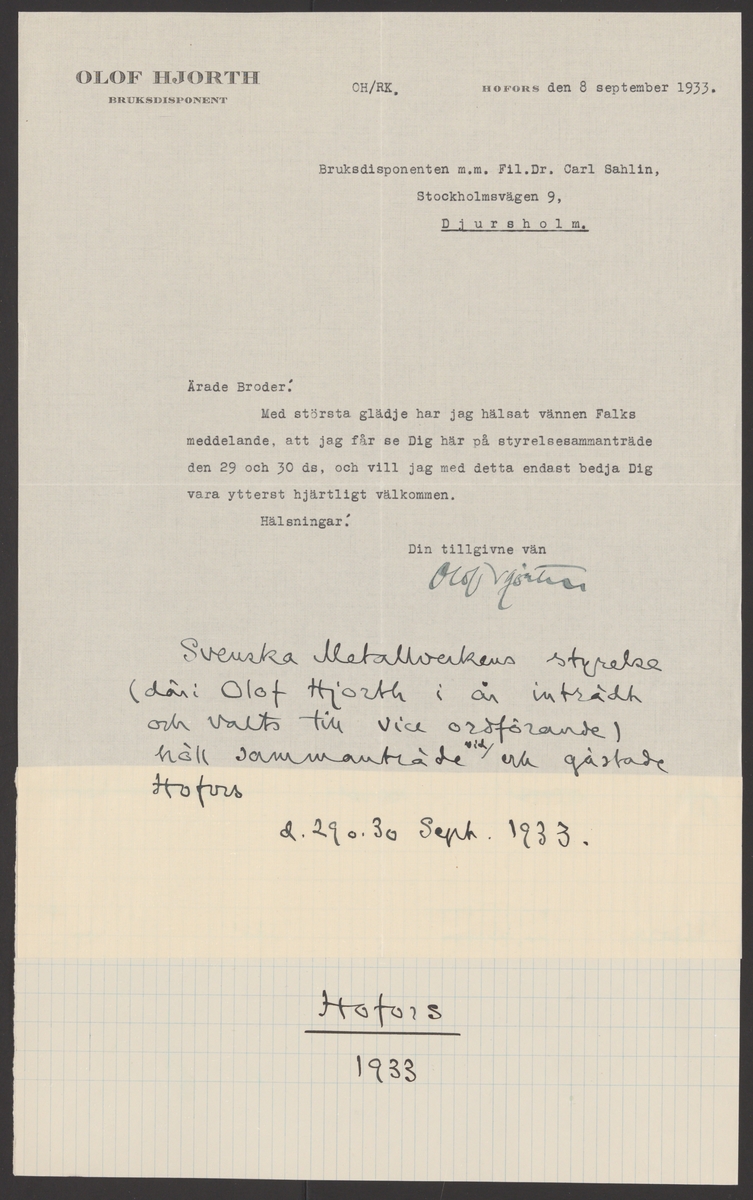 OLOF HJORTH
BRUKSDISPONENT
OH/RK.
HOFORS den 8 september 1933.
Bruksdisponenten m.m. Fil.Dr. Carl Sahlin,
Stockholmsvägen 9,
D j u r s h o l m.
Ärade Broder!
Med största glädje har jag hälsat vännen Falks
meddelande, att jag får se Dig här på styrelsesammanträde
den 29 och 30 ds, och vill jag med detta endast bedja Dig
vara ytterst hjärtligt välkommen.
Hälsningar!
Din tillgivne vän
Olof Hjorth
Svenska Metallverkens styrelse
(däri Olof Hjorth i år inträdt
och valts till vice ordförande)
höll sammanträde vid/ och gästade
Hofors
d. 29 o. 30 Sept. 1933.
Hofors
1933